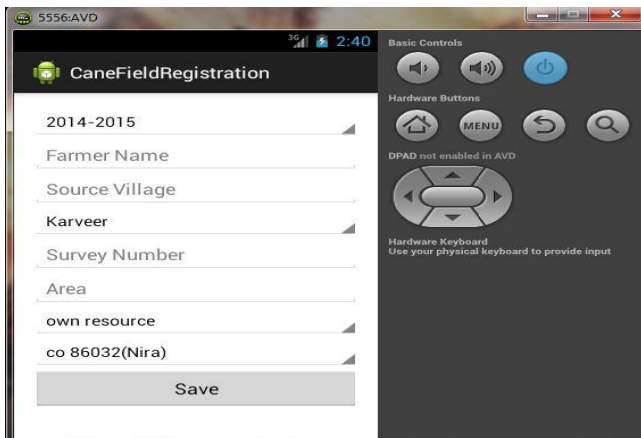 5556:AVD
3G 2:40
CaneFieldRegistration
2014-2015
Farmer Name
Source Village
Karveer
Survey Number
Area
own resource
co 86032(Nira)
Save
Basic Controls
Hardware Buttons
MENU
DPAD not enabled in AVD
Hardware Keyboard
Use your physical keyboard to provide input